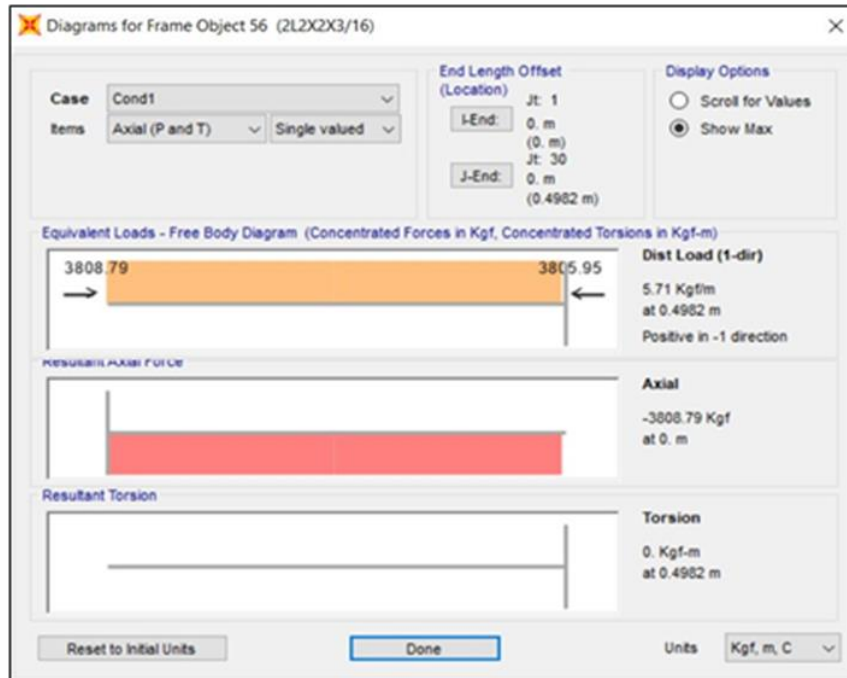 Diagrams for Frame Object 56 (2L2X2X3/16)
Case Cond1
Items Axial (P and T) Single valued
End Length Offset
(Location)
Jt: 1
I-End: 0. m
(0. m)
Jt: 30
J-End: 0. m
(0.4982 m)
Display Options
Scroll for Values
Show Max
Equivalent Loads - Free Body Diagram (Concentrated Forces in Kgf, Concentrated Torsions in Kgf-m)
3808.79 3805.95
Dist Load (1-dir)
5.71 Kgf/m
at 0.4982 m
Positive in -1 direction
Resultant Axial Force
Axial
-3808.79 Kgf
at 0. m
Resultant Torsion
Torsion
0. Kgf-m
at 0.4982 m
Reset to Initial Units Done Units Kgf, m, C